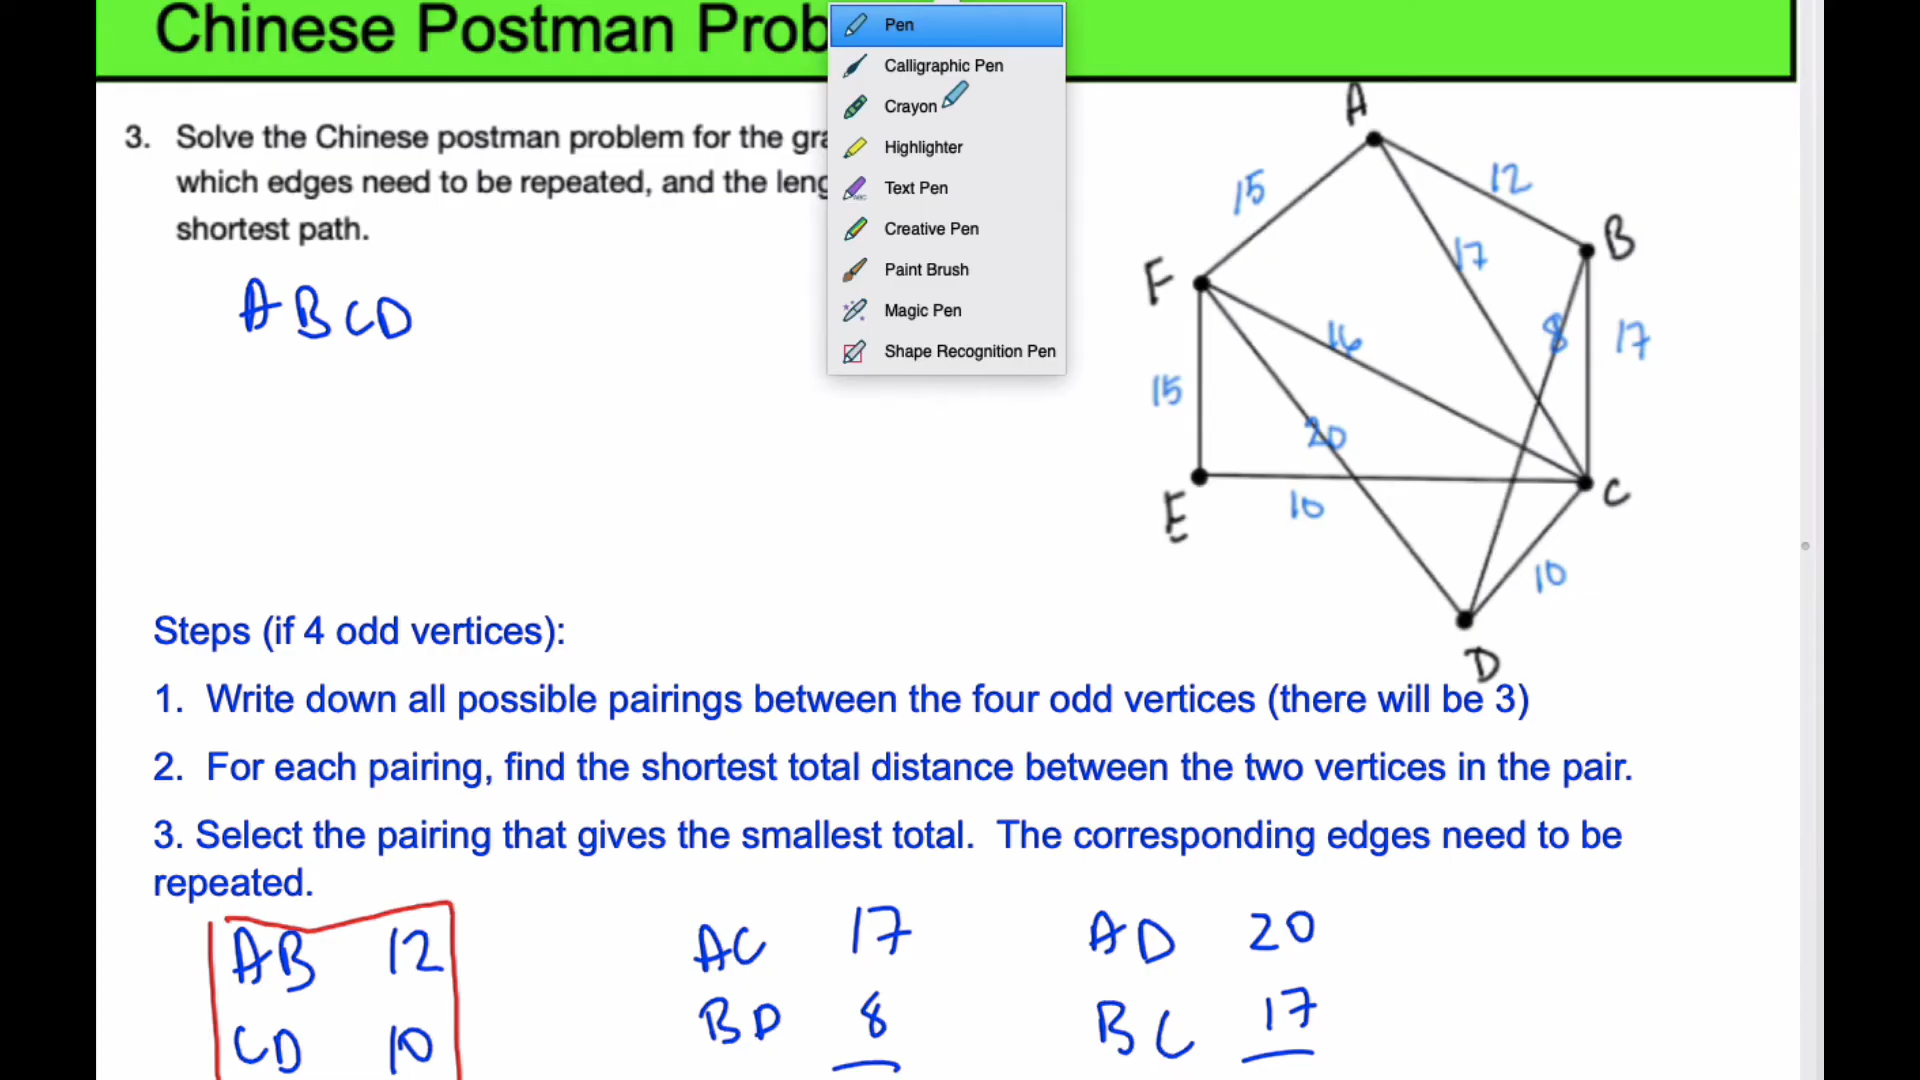 Chinese Postman Prob
Pen
Calligraphic Pen
Crayon
Highlighter
Text Pen
Creative Pen
Paint Brush
Magic Pen
Shape Recognition Pen
3. Solve the Chinese postman problem for the gra
which edges need to be repeated, and the leng
shortest path.
A B C D
A
15
12
B
17
F
16
8
17
15
20
E
10
C
10
D
Steps (if 4 odd vertices):
1. Write down all possible pairings between the four odd vertices (there will be 3)
2. For each pairing, find the shortest total distance between the two vertices in the pair.
3. Select the pairing that gives the smallest total. The corresponding edges need to be
repeated.
AB 12
CD 10
AC 17
BD 8
AD 20
BC 17